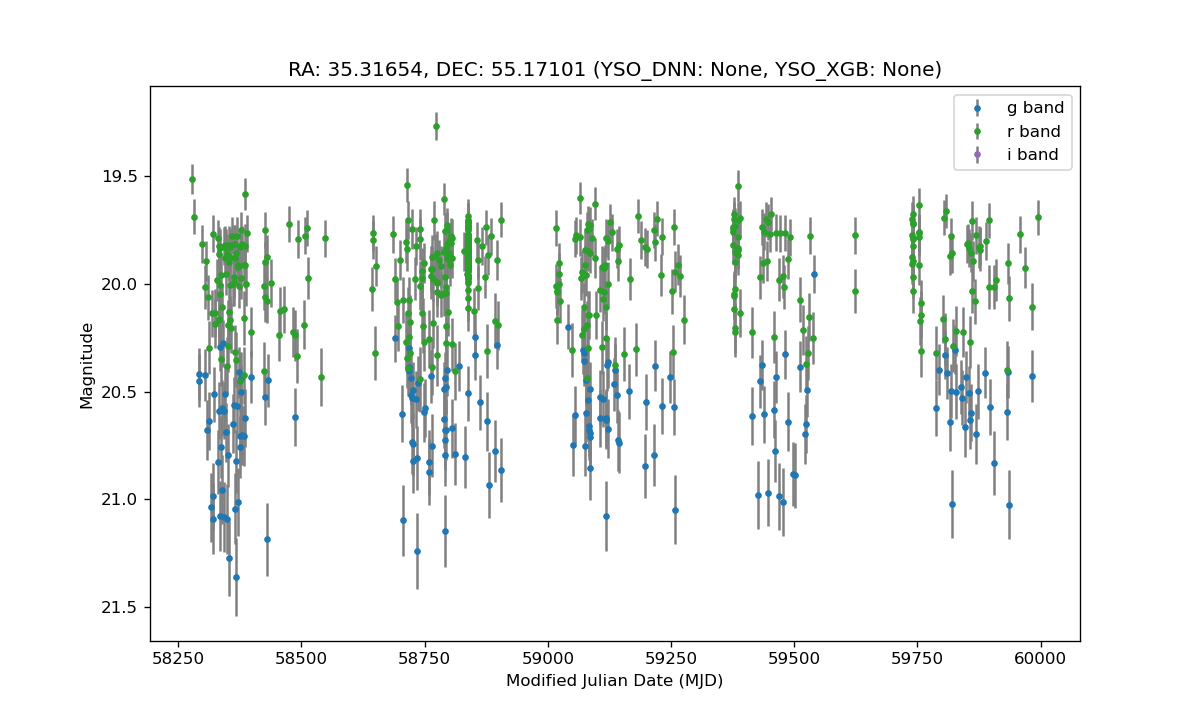 RA: 35.31654, DEC: 55.17101 (YSO_DNN: None, YSO_XGB: None)
g band
r band
i band
19.5
20.0
20.5
21.0
21.5
Magnitude
58250 58500 58750 59000 59250 59500 59750 60000
Modified Julian Date (MJD)